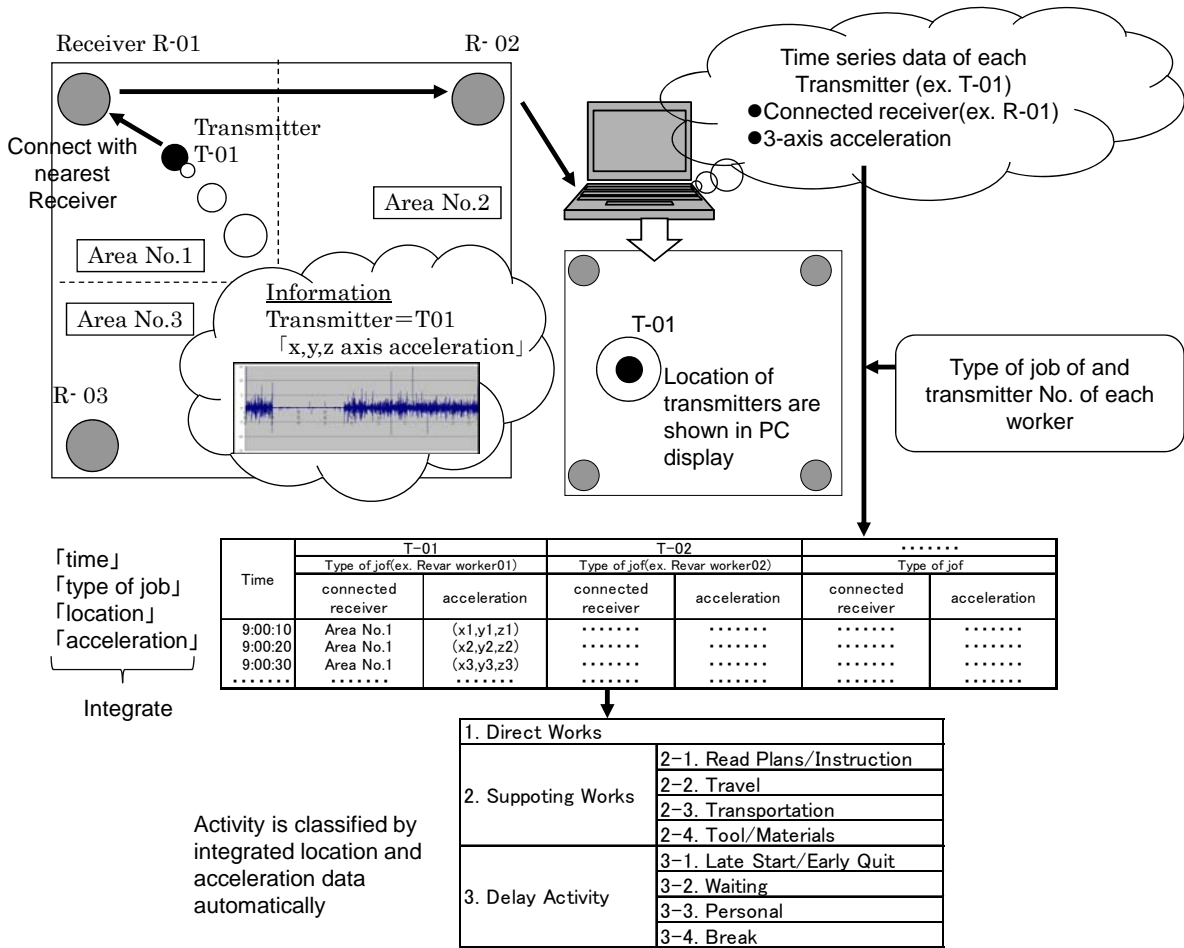 Receiver R-01
R- 02
Transmitter
T-01
Connect with
nearest
Receiver
Area No.1
Area No.2
Area No.3
R- 03
Information
Transmitter＝T01
「x,y,z axis acceleration」
Time series data of each
Transmitter (ex. T-01)
●Connected receiver(ex. R-01)
●3-axis acceleration
T-01
Location of
transmitters are
shown in PC
display
Type of job of and
transmitter No. of each
worker
「time」
「type of job」
「location」
「acceleration」
Integrate
Time
T-01
T-02
・・・・・・
Type of jof(ex. Revar worker01)
Type of jof(ex. Revar worker02)
Type of jof
connected
receiver
acceleration
connected
receiver
acceleration
connected
receiver
acceleration
9:00:10 Area No.1 (x1,y1,z1) ・・・・・・・ ・・・・・・・ ・・・・・・・ ・・・・・・・
9:00:20 Area No.1 (x2,y2,z2) ・・・・・・・ ・・・・・・・ ・・・・・・・ ・・・・・・・
9:00:30 Area No.1 (x3,y3,z3) ・・・・・・・ ・・・・・・・ ・・・・・・・ ・・・・・・・
・・・・・・・ ・・・・・・・ ・・・・・・・ ・・・・・・・ ・・・・・・・ ・・・・・・・ ・・・・・・・
Activity is classified by
integrated location and
acceleration data
automatically
1. Direct Works
2. Suppoting Works
2-1. Read Plans/Instruction
2-2. Travel
2-3. Transportation
2-4. Tool/Materials
3. Delay Activity
3-1. Late Start/Early Quit
3-2. Waiting
3-3. Personal
3-4. Break